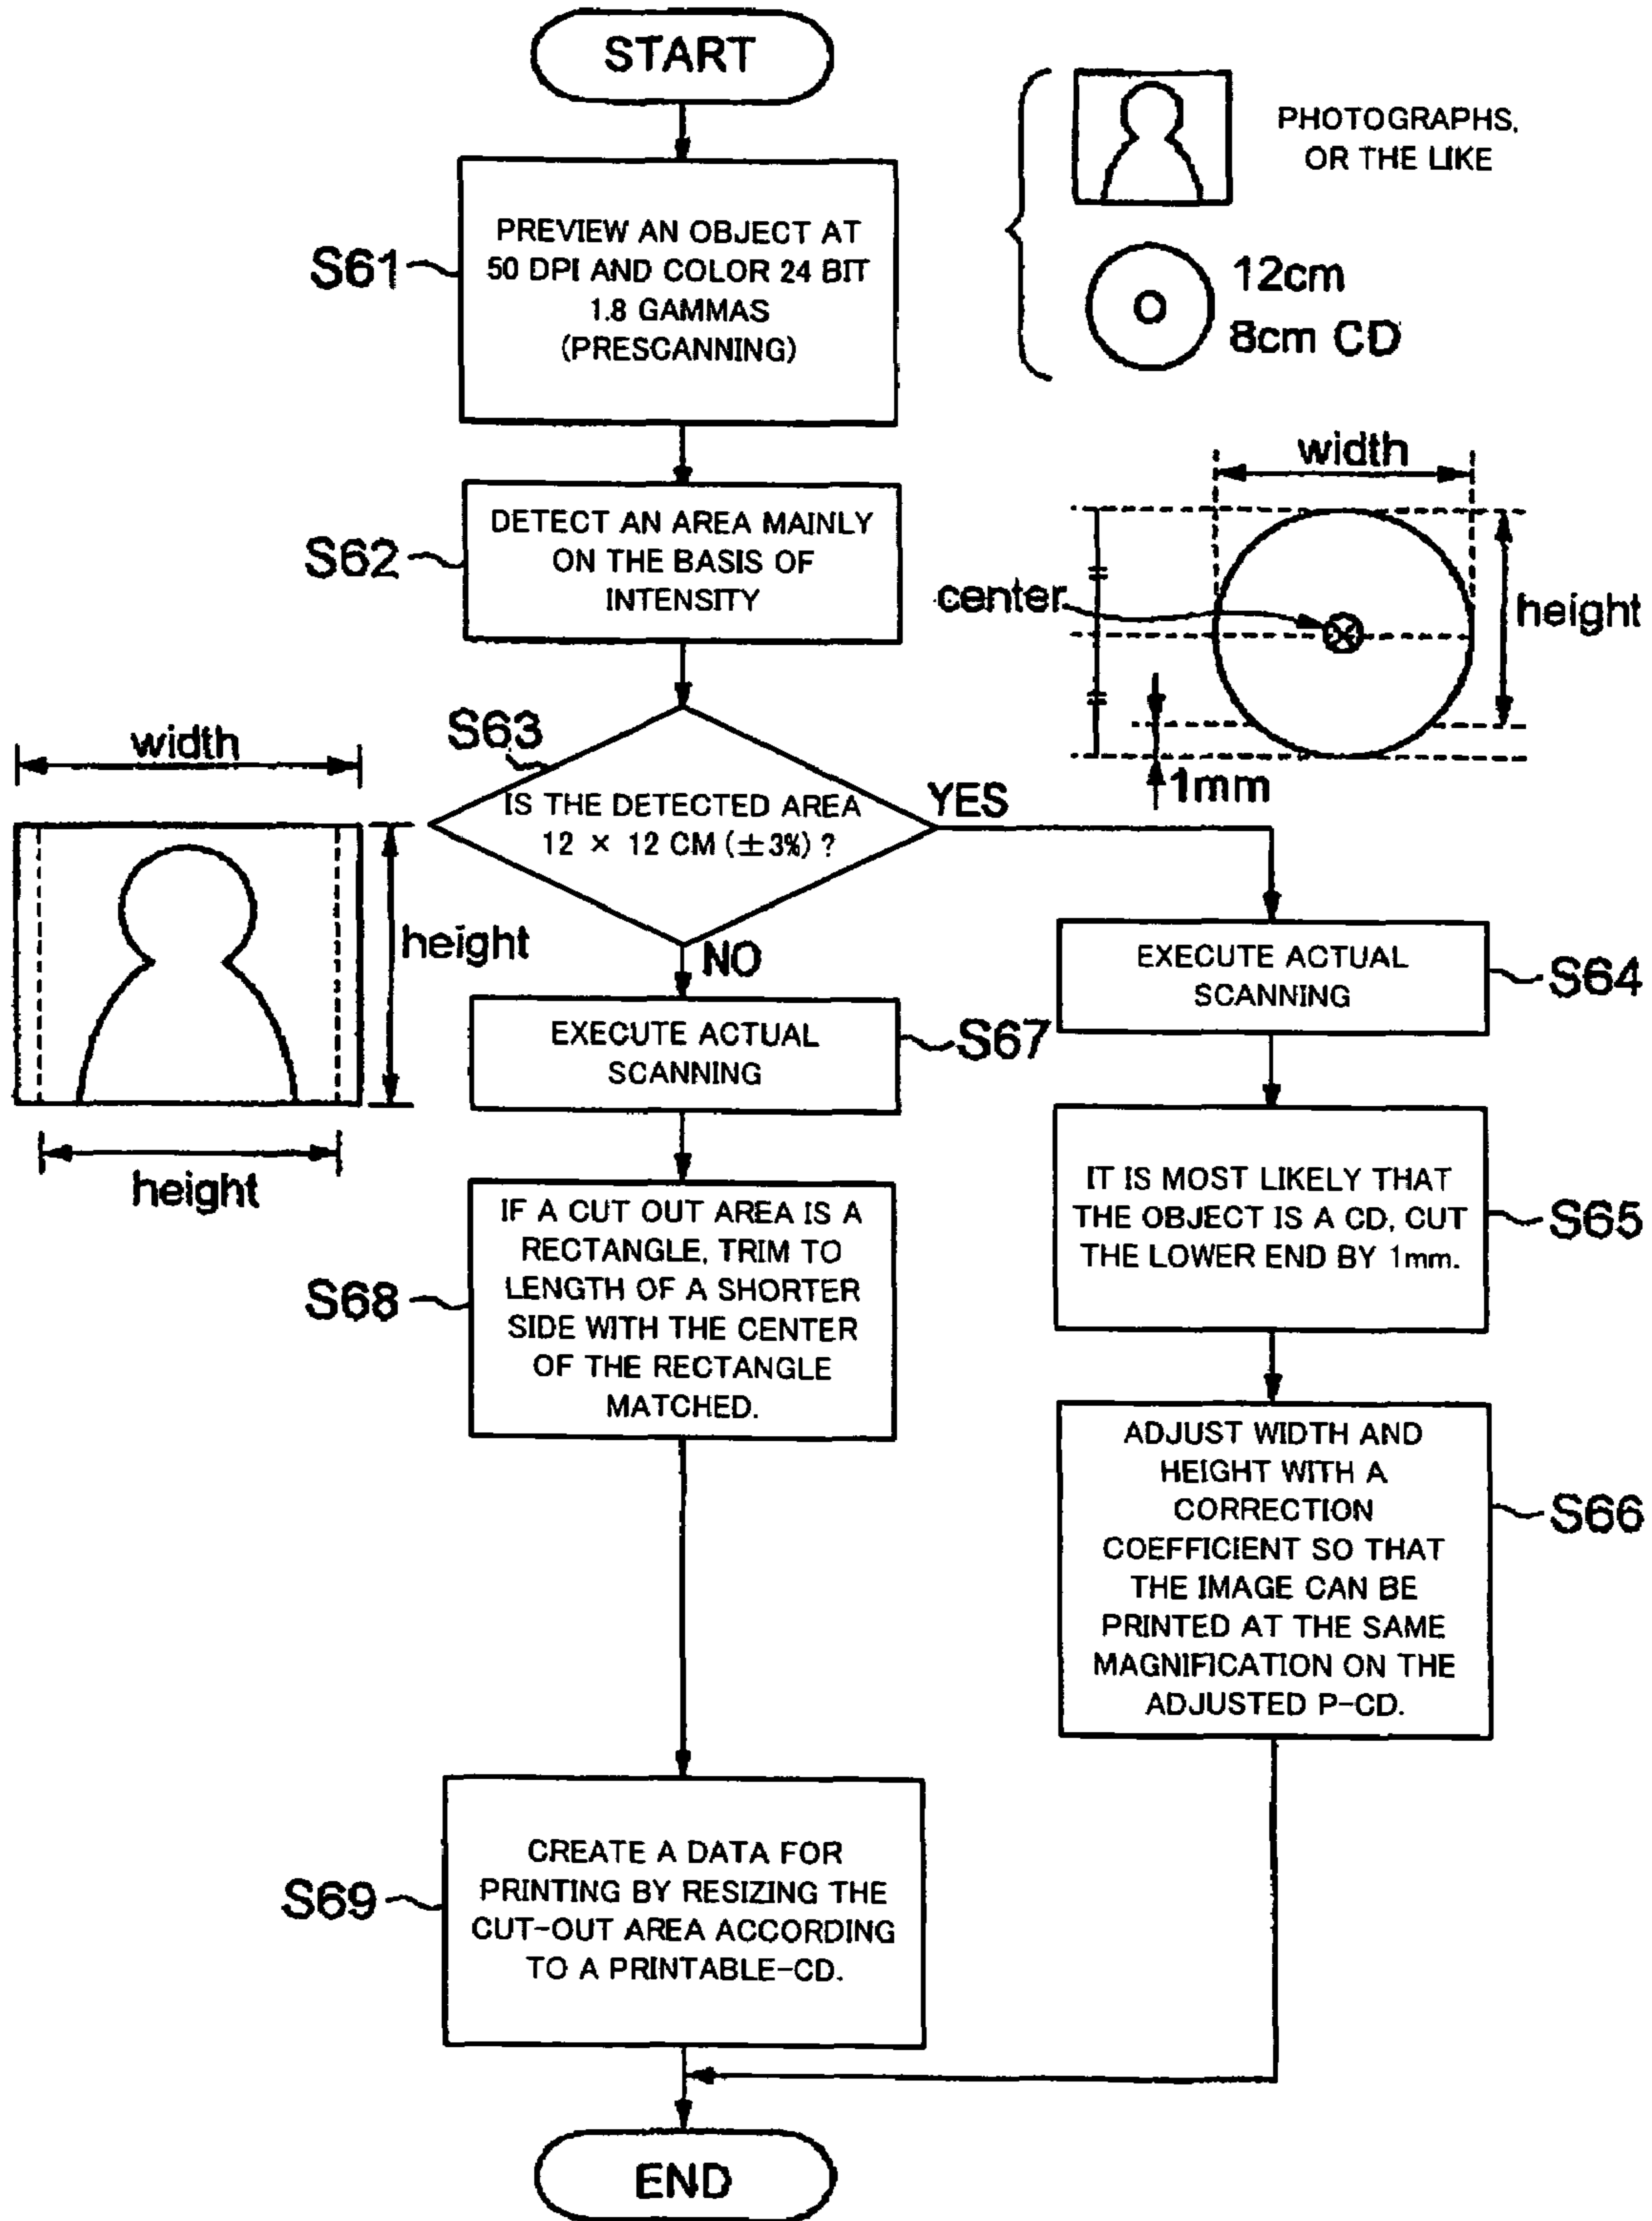 START
PHOTOGRAPHS,
OR THE LIKE
12cm
8cm CD
S61
PREVIEW AN OBJECT AT
50 DPI AND COLOR 24 BIT
1.8 GAMMAS
(PRESCANNING)
S62
DETECT AN AREA MAINLY
ON THE BASIS OF
INTENSITY
width
center
height
1mm
width
height
height
S63
IS THE DETECTED AREA
12 × 12 CM (±3%) ?
YES
NO
EXECUTE ACTUAL
SCANNING
S64
EXECUTE ACTUAL
SCANNING
S67
IT IS MOST LIKELY THAT
THE OBJECT IS A CD, CUT
THE LOWER END BY 1mm.
S65
S68
IF A CUT OUT AREA IS A
RECTANGLE, TRIM TO
LENGTH OF A SHORTER
SIDE WITH THE CENTER
OF THE RECTANGLE
MATCHED.
ADJUST WIDTH AND
HEIGHT WITH A
CORRECTION
COEFFICIENT SO THAT
THE IMAGE CAN BE
PRINTED AT THE SAME
MAGNIFICATION ON THE
ADJUSTED P-CD.
S66
S69
CREATE A DATA FOR
PRINTING BY RESIZING THE
CUT-OUT AREA ACCORDING
TO A PRINTABLE-CD.
END